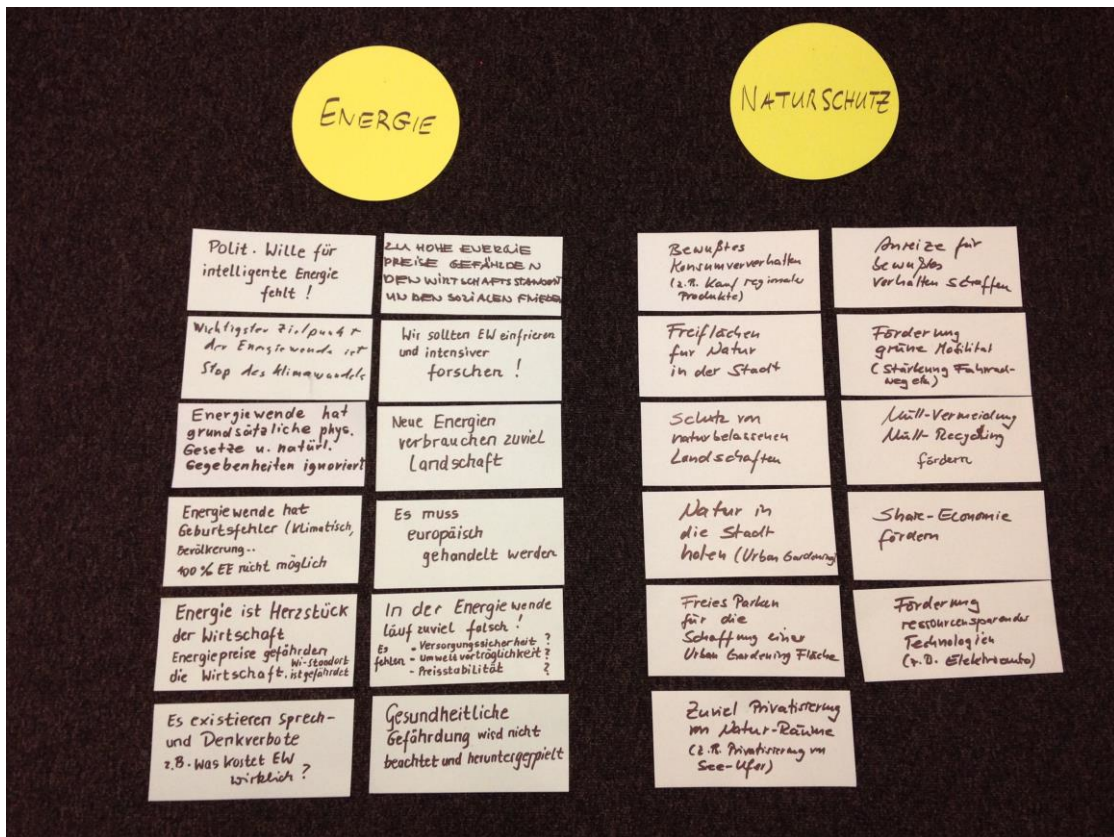 ENERGIE
Polit. Wille für
intelligente Energie
fehlt !
Wichtigster Zielpunkt
der Energiewende ist
Stop des Klimawandels
Energiewende hat
grundsätzliche phys.
Gesetze u. natürl.
Gegebenheiten ignoriert
Energiewende hat
Geburtsfehler (Klimatisch,
Bevölkerung..
100 % EE nicht möglich
Energie ist Herzstück
der Wirtschaft
Energiepreise gefährden
die Wirtschaft. Wi-Standort
ist gefährdet
Es existieren Sprech-
und Denkverbote
z.B. Was kostet EW
wirklich ?
ZU HOHE ENERGIE
PREISE GEFÄHLDEN
DEN WIRTSCHAFTSSTANDORT
UN DEN SOZIALEN FRIEDEN
Wir sollten EW einfrieren
und intensiver
forschen !
Neue Energien
verbrauchen zuviel
Landschaft
Es muss
europäisch
gehandelt werden
In der Energiewende
läuf zuviel falsch !
Es fehlen - Versorgungssicherheit ?
- Umweltverträglichkeit ?
- Preisstabilität ?
Gesundheitliche
Gefährdung wird nicht
beachtet und heruntergespielt
NATURSCHUTZ
Bewußtes
Konsumververhalten
(z.B. Kauf regionaler
Produkte)
Freiflächen
für Natur
in der Stadt
Schutz von
naturbelassenen
Landschaften
Natur in
die Stadt
holen (Urban Gardening)
Freies Parken
für die
Schaffung einer
Urban Gardening Fläche
Zuviel Privatisierung
von Natur-Räume
(z.B. Privatisierung von
See-Ufer)
Anreize für
bewußtes
Verhalten schaffen
Förderung
grüne Mobilität
(Stärkung Fahrrad-
weg etc.)
Müll-Vermeidung
Müll-Recycling
fördern
Share-Economie
fördern
Förderung
ressourcensparender
Technologien
(z.B. Elektroauto)